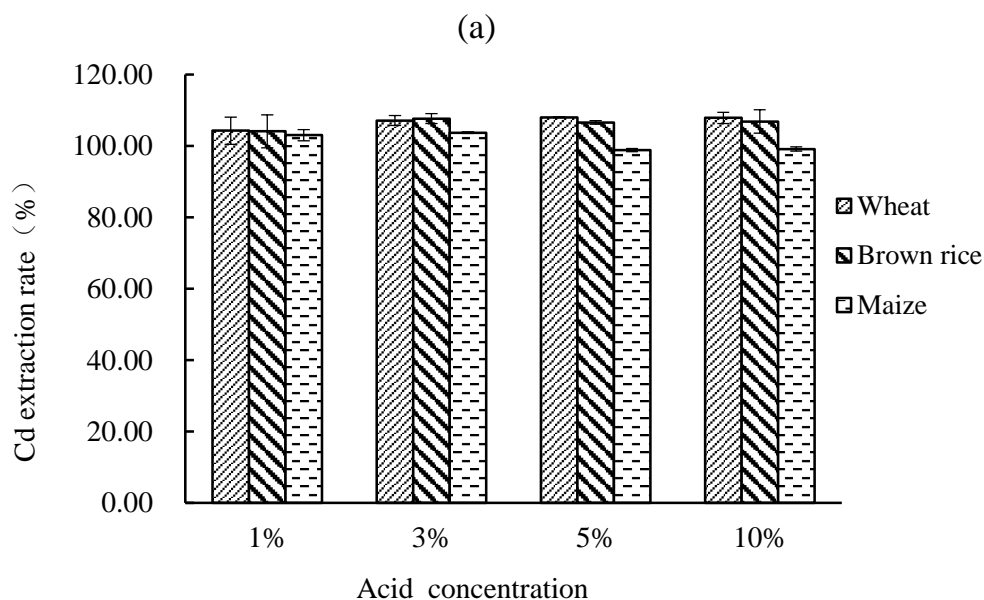 (a)
120.00
100.00
80.00
60.00
40.00
20.00
0.00
Cd extraction rate（%）
1% 3% 5% 10%
Acid concentration
Wheat
Brown rice
Maize